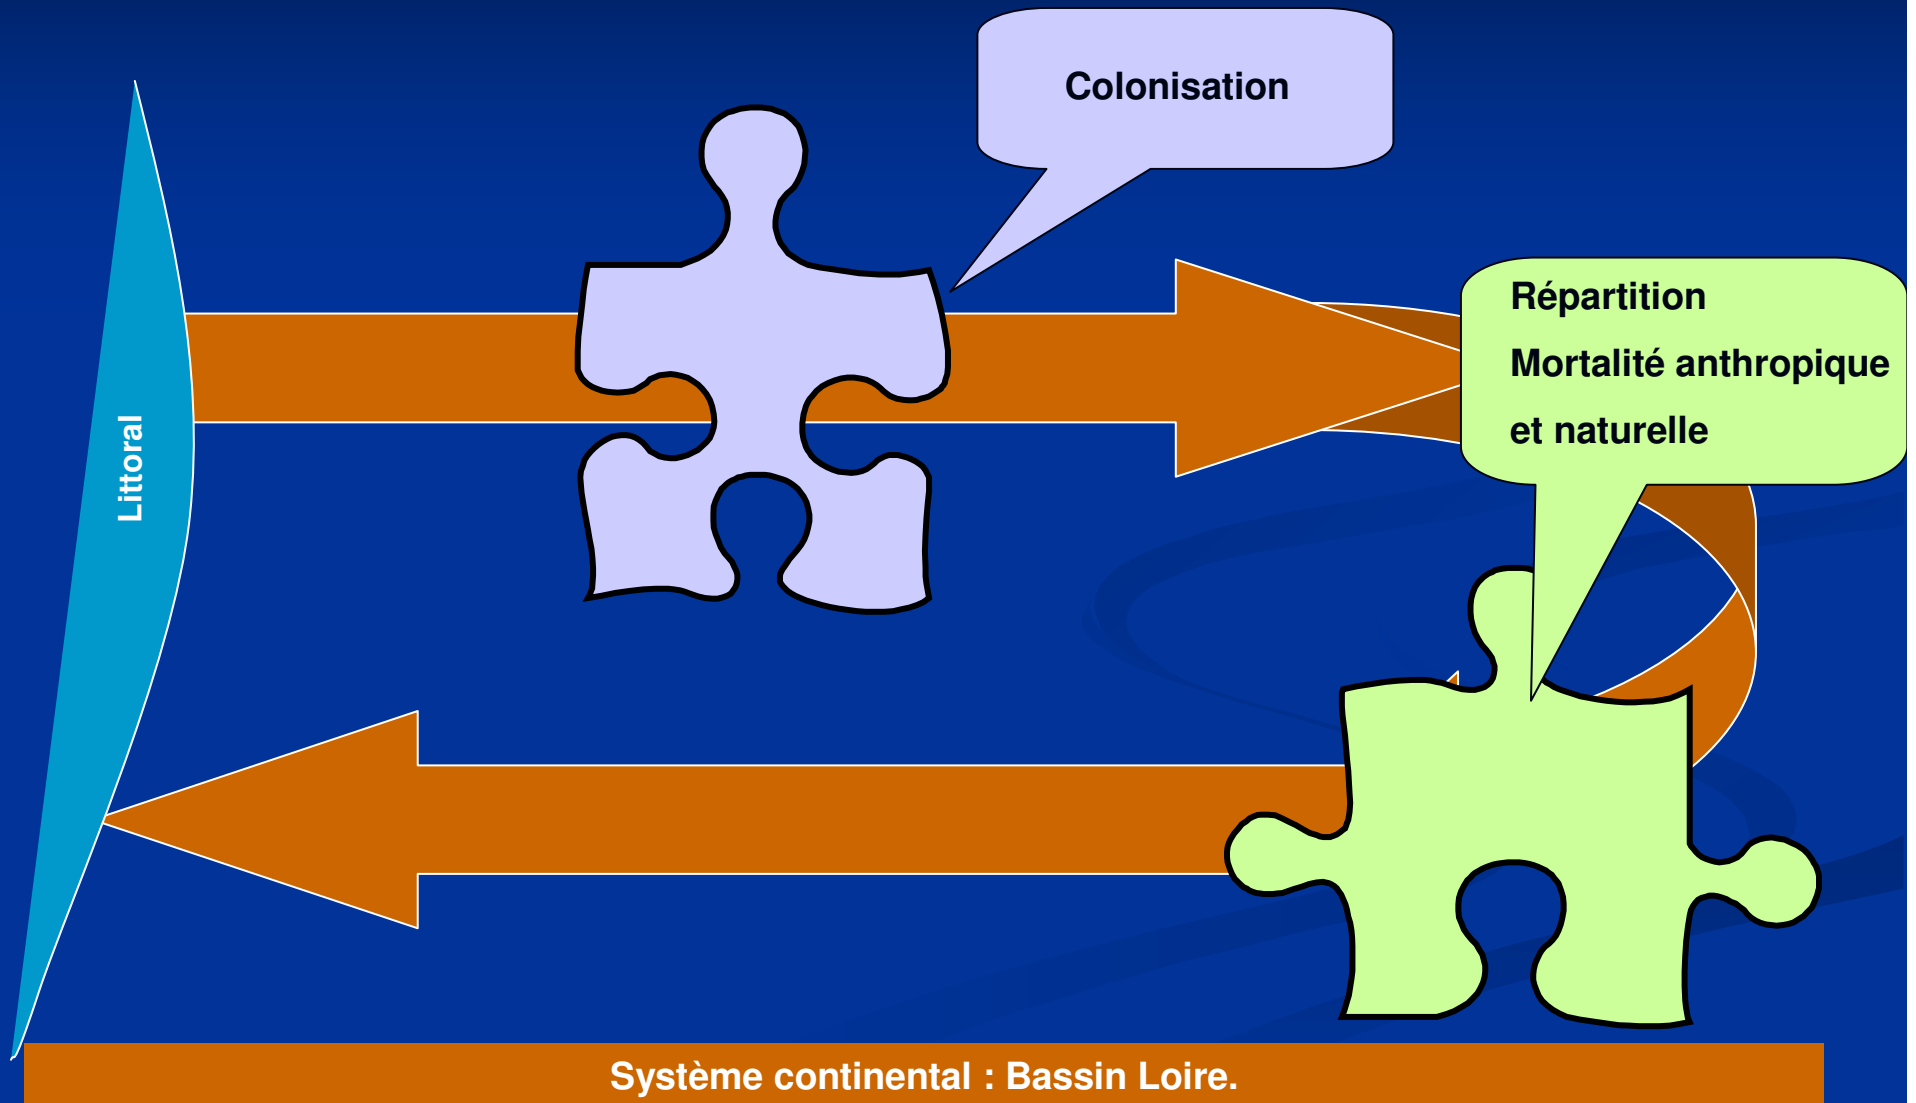 Colonisation
Répartition
Mortalité anthropique
et naturelle
Littoral
Système continental : Bassin Loire.